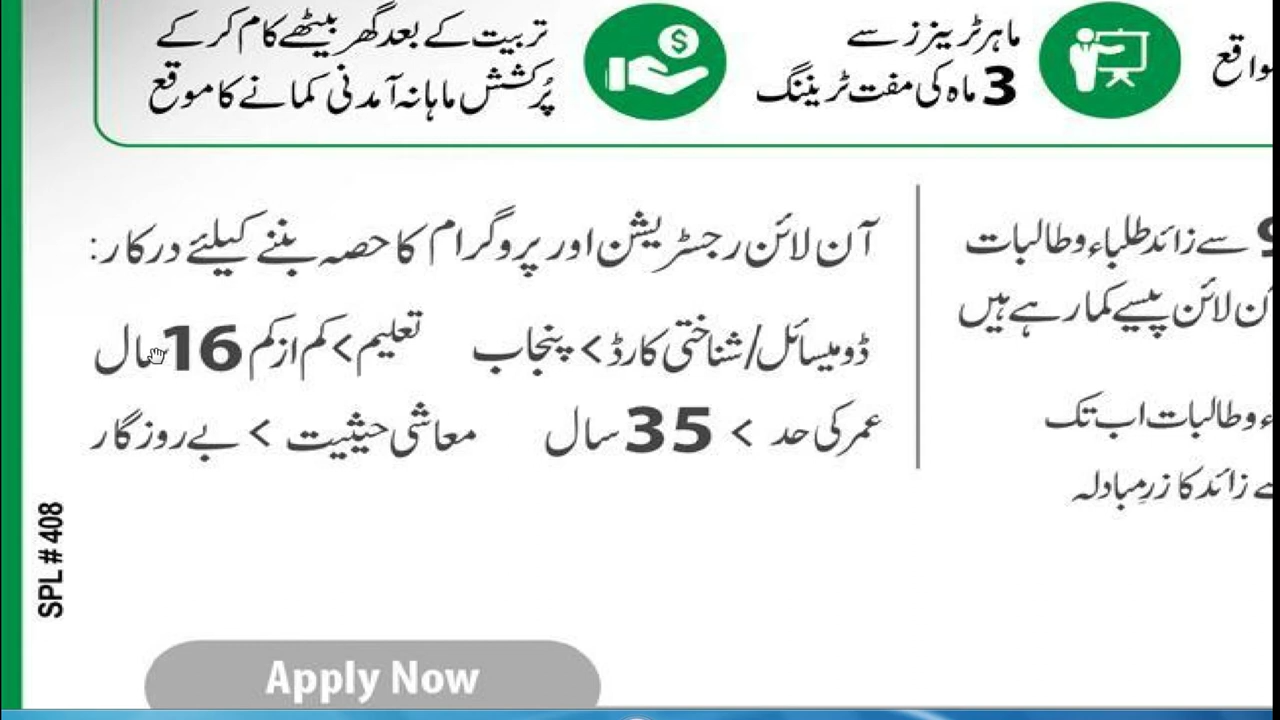 ماہر ٹرینرز سے
3 ماہ کی مفت ٹریننگ
تربیت کے بعد گھر بیٹھے کام کر کے
پُرکشش ماہانہ آمدنی کمانے کا موقع
سے زائد طلباء و طالبات
آن لائن پیسے کما رہے ہیں
و طالبات اب تک
زائد کا زرِمبادلہ
آن لائن رجسٹریشن اور پروگرام کا حصہ بننے کیلئے درکار:
ڈومیسائل/شناختی کارڈ > پنجاب تعلیم > کم از کم 16 سال
عمر کی حد > 35 سال معاشی حیثیت > بے روزگار
SPL # 408
Apply Now